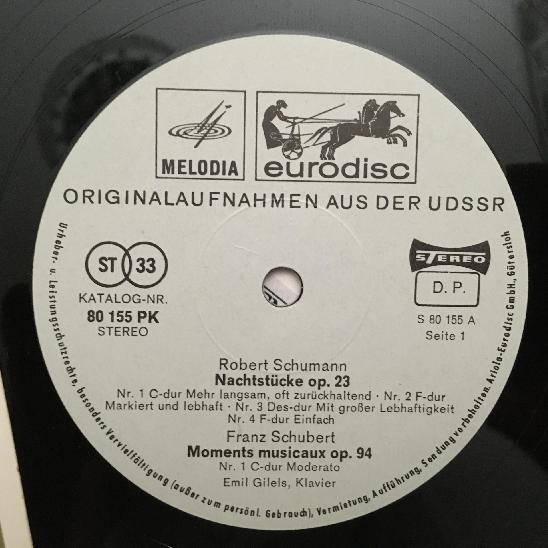 MELODIA
eurodisc
ORIGINALAUFNAHMEN AUS DER UDSSR
ST 33
KATALOG-NR.
80 155 PK
STEREO
STEREO
D. P.
S 80 155 A
Seite 1
Robert Schumann
Nachtstücke op. 23
Nr. 1 C-dur Mehr langsam, oft zurückhaltend · Nr. 2 F-dur
Markiert und lebhaft · Nr. 3 Des-dur Mit großer Lebhaftigkeit
Nr. 4 F-dur Einfach
Franz Schubert
Moments musicaux op. 94
Nr. 1 C-dur Moderato
Emil Gilels, Klavier
Urheber- u. Leistungsschutzrechte, besonders Vervielfältigung (außer zum persönl. Gebrauch), Vermietung, Aufführung, Sendung vorbehalten. Ariola-Eurodisc GmbH., Gütersloh